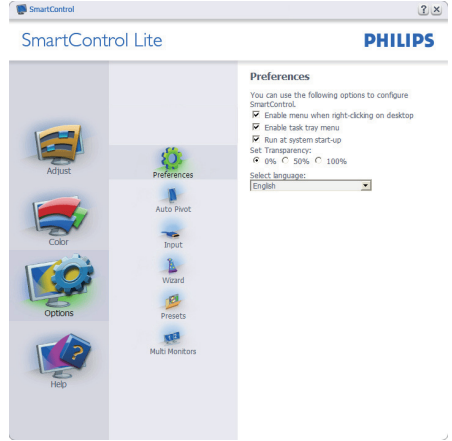 SmartControl
SmartControl Lite
PHILIPS
Adjust
Color
Options
Help
Preferences
Auto Pivot
Input
Wizard
Presets
Multi Monitors
Preferences
You can use the following options to configure
SmartControl.
Enable menu when right-clicking on desktop
Enable task tray menu
Run at system start-up
Set Transparency:
0% 50% 100%
Select language:
English